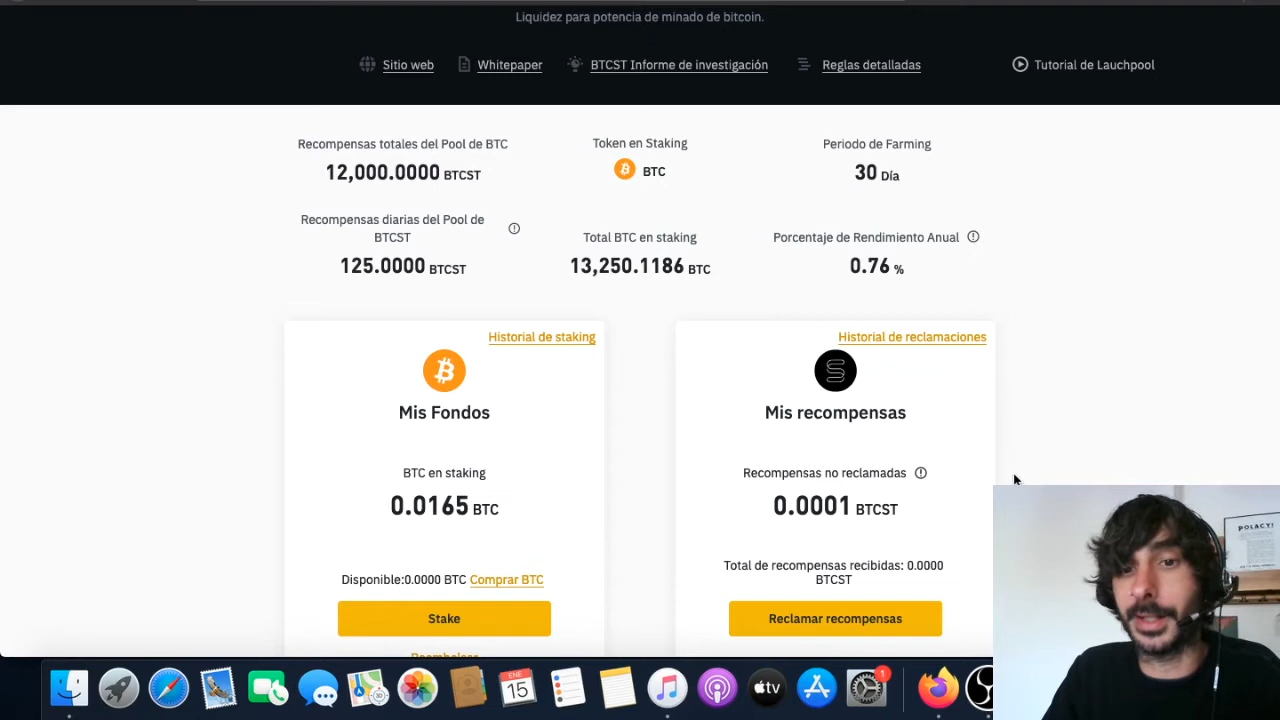 Liquidez para potencia de minado de bitcoin.
Sitio web
Whitepaper
BTCST Informe de investigación
Reglas detalladas
Tutorial de Lauchpool
Recompensas totales del Pool de BTC
12,000.0000 BTCST
Token en Staking
BTC
Periodo de Farming
30 Día
Recompensas diarias del Pool de
BTCST
125.0000 BTCST
Total BTC en staking
13,250.1186 BTC
Porcentaje de Rendimiento Anual
0.76 %
Historial de staking
Mis Fondos
BTC en staking
0.0165 BTC
Disponible:0.0000 BTC Comprar BTC
Stake
Historial de reclamaciones
Mis recompensas
Recompensas no reclamadas
0.0001 BTCST
Total de recompensas recibidas: 0.0000
BTCST
Reclamar recompensas
POLACY!
ENE
15
30
tv
1